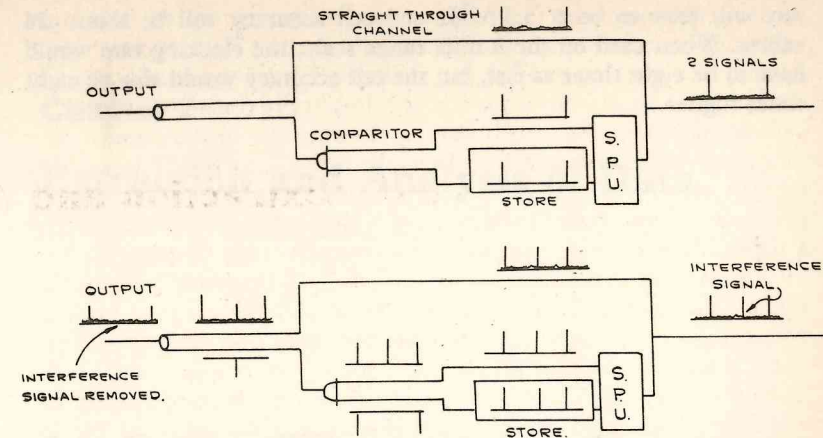 STRAIGHT THROUGH
CHANNEL
2 SIGNALS
OUTPUT
COMPARITOR
S.
P.
U.
STORE
INTERFERENCE
SIGNAL
OUTPUT
INTERFERENCE
SIGNAL REMOVED.
S.
P.
U.
STORE.